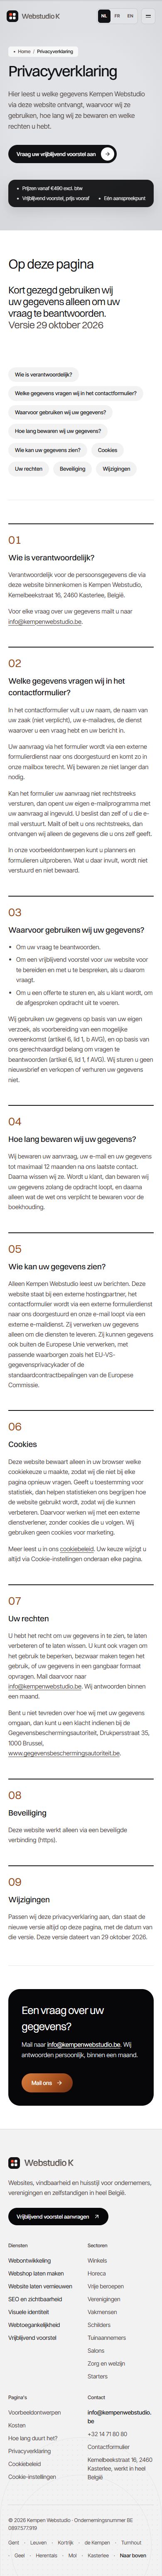 Webstudio K
NL FR EN
Home / Privacyverklaring
Privacyverklaring
Hier leest u welke gegevens Kempen Webstudio
via deze website ontvangt, waarvoor wij ze
gebruiken, hoe lang wij ze bewaren en welke
rechten u hebt.
Vraag uw vrijblijvend voorstel aan
Prijzen vanaf €490 excl. btw
Vrijblijvend voorstel, prijs vooraf
Eén aanspreekpunt
Op deze pagina
Kort gezegd gebruiken wij
uw gegevens alleen om uw
vraag te beantwoorden.
Versie 29 oktober 2026
Wie is verantwoordelijk?
Welke gegevens vragen wij in het contactformulier?
Waarvoor gebruiken wij uw gegevens?
Hoe lang bewaren wij uw gegevens?
Wie kan uw gegevens zien?
Cookies
Uw rechten
Beveiliging
Wijzigingen
01
Wie is verantwoordelijk?
Verantwoordelijk voor de persoonsgegevens die via
deze website binnenkomen is Kempen Webstudio,
Kemelbeekstraat 16, 2460 Kasterlee, België.
Voor elke vraag over uw gegevens mailt u naar
info@kempenwebstudio.be.
02
Welke gegevens vragen wij in het
contactformulier?
In het contactformulier vult u uw naam, de naam van
uw zaak (niet verplicht), uw e-mailadres, de dienst
waarover u een vraag hebt en uw bericht in.
Uw aanvraag via het formulier wordt via een externe
formulierdienst naar ons doorgestuurd en komt zo in
onze mailbox terecht. Wij bewaren ze niet langer dan
nodig.
Kan het formulier uw aanvraag niet rechtstreeks
versturen, dan opent uw eigen e-mailprogramma met
uw aanvraag al ingevuld. U beslist dan zelf of u die e-
mail verstuurt. Mailt of belt u ons rechtstreeks, dan
ontvangen wij alleen de gegevens die u ons zelf geeft.
In onze voorbeeldontwerpen kunt u plannen en
formulieren uitproberen. Wat u daar invult, wordt niet
verstuurd en niet bewaard.
03
Waarvoor gebruiken wij uw gegevens?
Om uw vraag te beantwoorden.
Om een vrijblijvend voorstel voor uw website voor
te bereiden en met u te bespreken, als u daarom
vraagt.
Om u een offerte te sturen en, als u klant wordt, om
de afgesproken opdracht uit te voeren.
Wij gebruiken uw gegevens op basis van uw eigen
verzoek, als voorbereiding van een mogelijke
overeenkomst (artikel 6, lid 1, b AVG), en op basis van
ons gerechtvaardigd belang om vragen te
beantwoorden (artikel 6, lid 1, f AVG). Wij sturen u geen
nieuwsbrief en verkopen of verhuren uw gegevens
niet.
04
Hoe lang bewaren wij uw gegevens?
Wij bewaren uw aanvraag, uw e-mail en uw gegevens
tot maximaal 12 maanden na ons laatste contact.
Daarna wissen we ze. Wordt u klant, dan bewaren wij
uw gegevens zolang de opdracht loopt, en daarna
alleen wat de wet ons verplicht te bewaren voor de
boekhouding.
05
Wie kan uw gegevens zien?
Alleen Kempen Webstudio leest uw berichten. Deze
website staat bij een externe hostingpartner, het
contactformulier wordt via een externe formulierdienst
naar ons doorgestuurd en onze e-mail loopt via een
externe e-maildienst. Zij verwerken uw gegevens
alleen om die diensten te leveren. Zij kunnen gegevens
ook buiten de Europese Unie verwerken, met
passende waarborgen zoals het EU-VS-
gegevensprivacykader of de
standaardcontractbepalingen van de Europese
Commissie.
06
Cookies
Deze website bewaart alleen in uw browser welke
cookiekeuze u maakte, zodat wij die niet bij elke
pagina opnieuw vragen. Geeft u toestemming voor
statistiek, dan helpen statistiekcookies ons begrijpen hoe
de website gebruikt wordt, zodat wij die kunnen
verbeteren. Daarvoor werken wij met een externe
dienstverlener, zonder cookies die u volgen. Wij
gebruiken geen cookies voor marketing.
Meer leest u in ons cookiebeleid. Uw keuze wijzigt u
altijd via Cookie-instellingen onderaan elke pagina.
07
Uw rechten
U hebt het recht om uw gegevens in te zien, te laten
verbeteren of te laten wissen. U kunt ook vragen om
het gebruik te beperken, bezwaar maken tegen het
gebruik, of uw gegevens in een gangbaar formaat
opvragen. Mail daarvoor naar
info@kempenwebstudio.be. Wij antwoorden binnen
een maand.
Bent u niet tevreden over hoe wij met uw gegevens
omgaan, dan kunt u een klacht indienen bij de
Gegevensbeschermingsautoriteit, Drukpersstraat 35,
1000 Brussel,
www.gegevensbeschermingsautoriteit.be.
08
Beveiliging
Deze website werkt alleen via een beveiligde
verbinding (https).
09
Wijzigingen
Passen wij deze privacyverklaring aan, dan staat de
nieuwe versie altijd op deze pagina, met de datum van
de versie. Deze versie dateert van 29 oktober 2026.
Een vraag over uw
gegevens?
Mail naar info@kempenwebstudio.be. Wij
antwoorden persoonlijk, binnen een maand.
Mail ons
Webstudio K
Websites, vindbaarheid en huisstijl voor ondernemers,
verenigingen en zelfstandigen in heel België.
Vrijblijvend voorstel aanvragen
Diensten
Webontwikkeling
Webshop laten maken
Website laten vernieuwen
SEO en zichtbaarheid
Visuele identiteit
Webtoegankelijkheid
Vrijblijvend voorstel
Sectoren
Winkels
Horeca
Vrije beroepen
Verenigingen
Vakmensen
Schilders
Tuinaannemers
Salons
Zorg en welzijn
Starters
Pagina's
Voorbeeldontwerpen
Kosten
Hoe lang duurt het?
Privacyverklaring
Cookiebeleid
Cookie-instellingen
Contact
info@kempenwebstudio.
be
+32 14 71 80 80
Contactformulier
Kemelbeekstraat 16, 2460
Kasterlee, werkt in heel
België
© 2026 Kempen Webstudio · Ondernemingsnummer BE
0897.577.919
Gent · Leuven · Kortrijk · de Kempen · Turnhout
· Geel · Herentals · Mol · Kasterlee · Naar boven